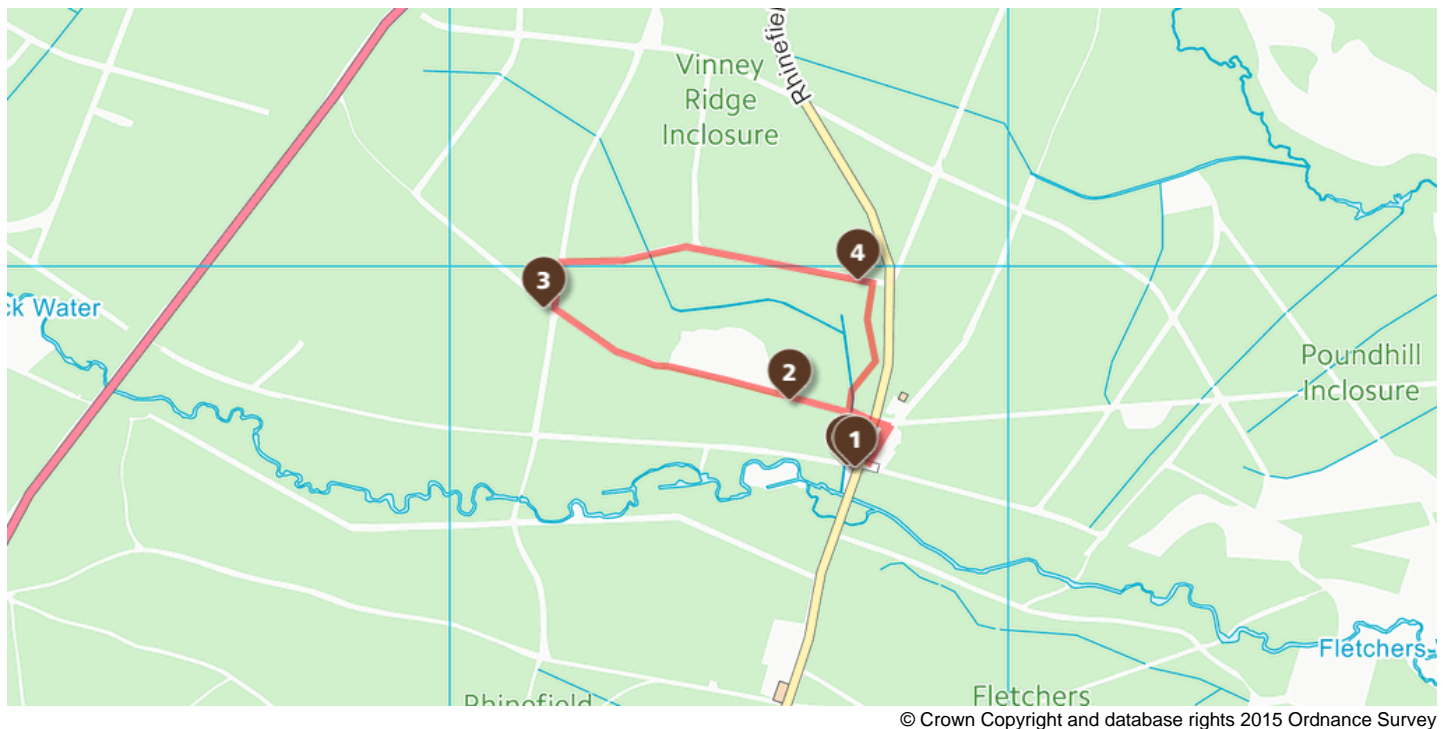 Rhinefiel
Vinney
Ridge
Inclosure
4
3
ck Water
2
Poundhill
Inclosure
1
Fletchers
Rhinefield
Fletchers
© Crown Copyright and database rights 2015 Ordnance Survey